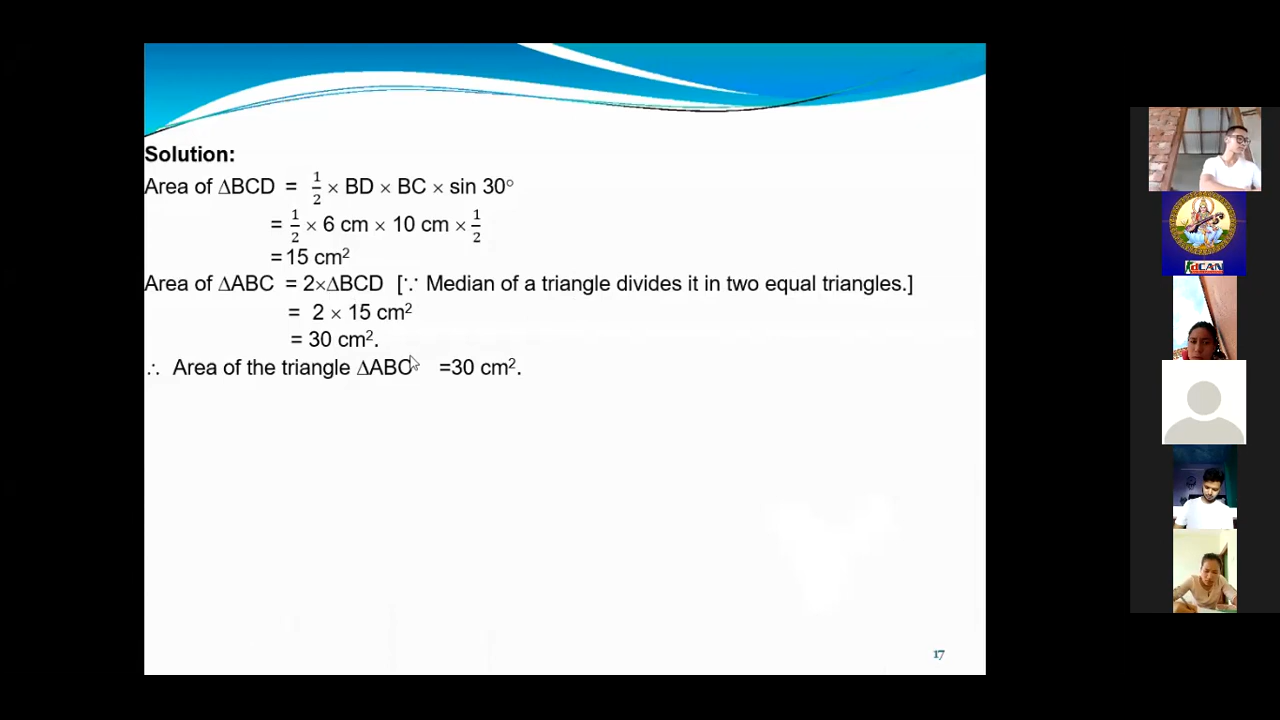 Solution:
Area of ∆BCD = 1/2 × BD × BC × sin 30°
= 1/2 × 6 cm × 10 cm × 1/2
= 15 cm²
Area of ∆ABC = 2×∆BCD [∵ Median of a triangle divides it in two equal triangles.]
= 2 × 15 cm²
= 30 cm².
∴ Area of the triangle ∆ABC =30 cm².
17